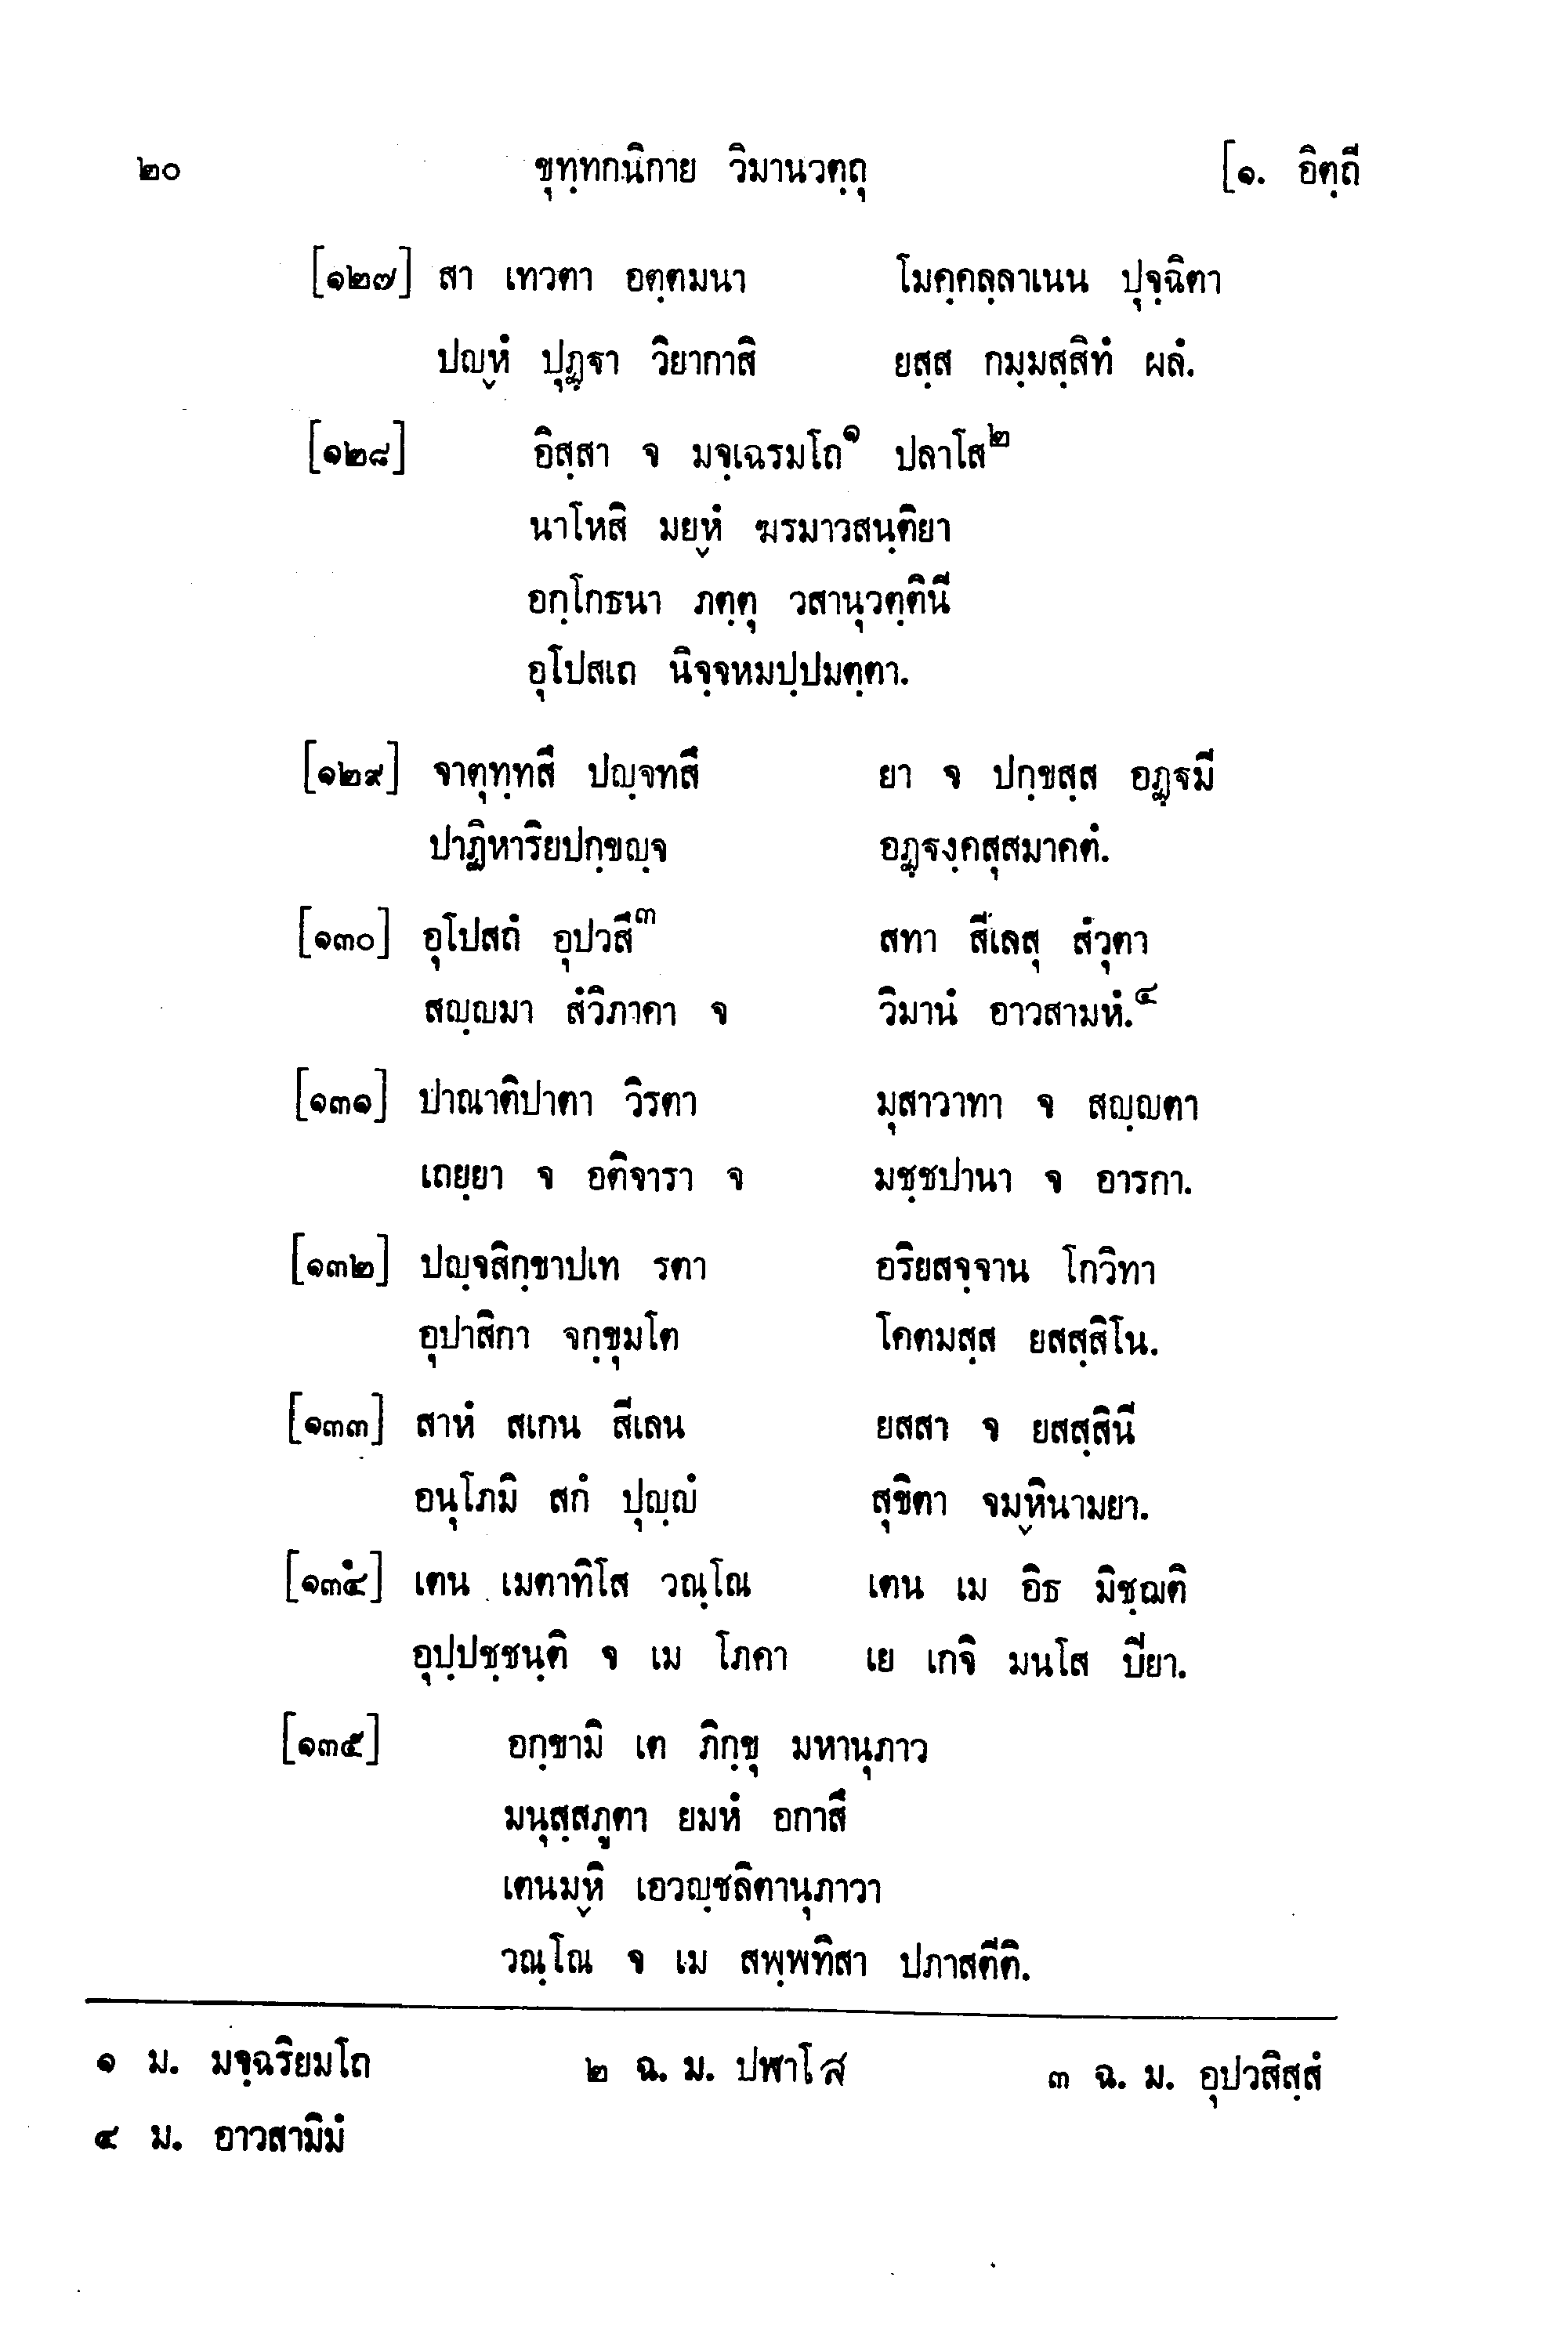 ๒๐ ขุทฺทกนิกาย วิมานวตฺถุ [๑. อิตฺถี
[๑๒๗] สา เทวตา อตฺตมนา โมคฺคลฺลาเนน ปุจฺฉิตา
ปญฺหํ ปุฏฺฐา วิยากาสิ ยสฺส กมฺมสฺสิทํ ผลํ.
[๑๒๘] อิสฺสา จ มจฺเฉรมโถ๑ ปลาโส๒
นาโหสิ มยฺหํ ฆรมาวสนฺติยา
อกฺโกธนา ภตฺตุ วสานุวตฺตินี
อุโปสเถ นิจฺจหมปฺปมตฺตา.
[๑๒๙] จาตุทฺทสึ ปญฺจทสึ ยา จ ปกฺขสฺส อฏฺฐมี
ปาฏิหาริยปกฺขญฺจ อฏฺฐงฺคสุสมาคตํ.
[๑๓๐] อุโปสถํ อุปวสึ๓ สทา สีเลสุ สํวุตา
สญฺญมา สํวิภาคา จ วิมานํ อาวสามหํ.๔
[๑๓๑] ปาณาติปาตา วิรตา มุสาวาทา จ สญฺญตา
เถยฺยา จ อติจารา จ มชฺชปานา จ อารกา.
[๑๓๒] ปญฺจสิกฺขาปเท รตา อริยสจฺจาน โกวิทา
อุปาสิกา จกฺขุมโต โคตมสฺส ยสสฺสิโน.
[๑๓๓] สาหํ สเกน สีเลน ยสสา จ ยสสฺสินี
อนุโภมิ สกํ ปุญฺญํ สุขิตา จมฺหินามยา.
[๑๓๔] เตน เมตาทิโส วณฺโณ เตน เม อิธ มิชฺฌติ
อุปฺปชฺชนฺติ จ เม โภคา เย เกจิ มนโส ปิยา.
[๑๓๕] อกฺขามิ เต ภิกฺขุ มหานุภาว
มนุสฺสภูตา ยมหํ อกาสึ
เตนมฺหิ เอวญฺชลิตานุภาวา
วณฺโณ จ เม สพฺพทิสา ปภาสตีติ.
๑ ม. มจฺฉริยมโถ ๒ ฉ. ม. ปฬาโส ๓ ฉ. ม. อุปวสิสฺสํ
๔ ม. อาวสามิมํ